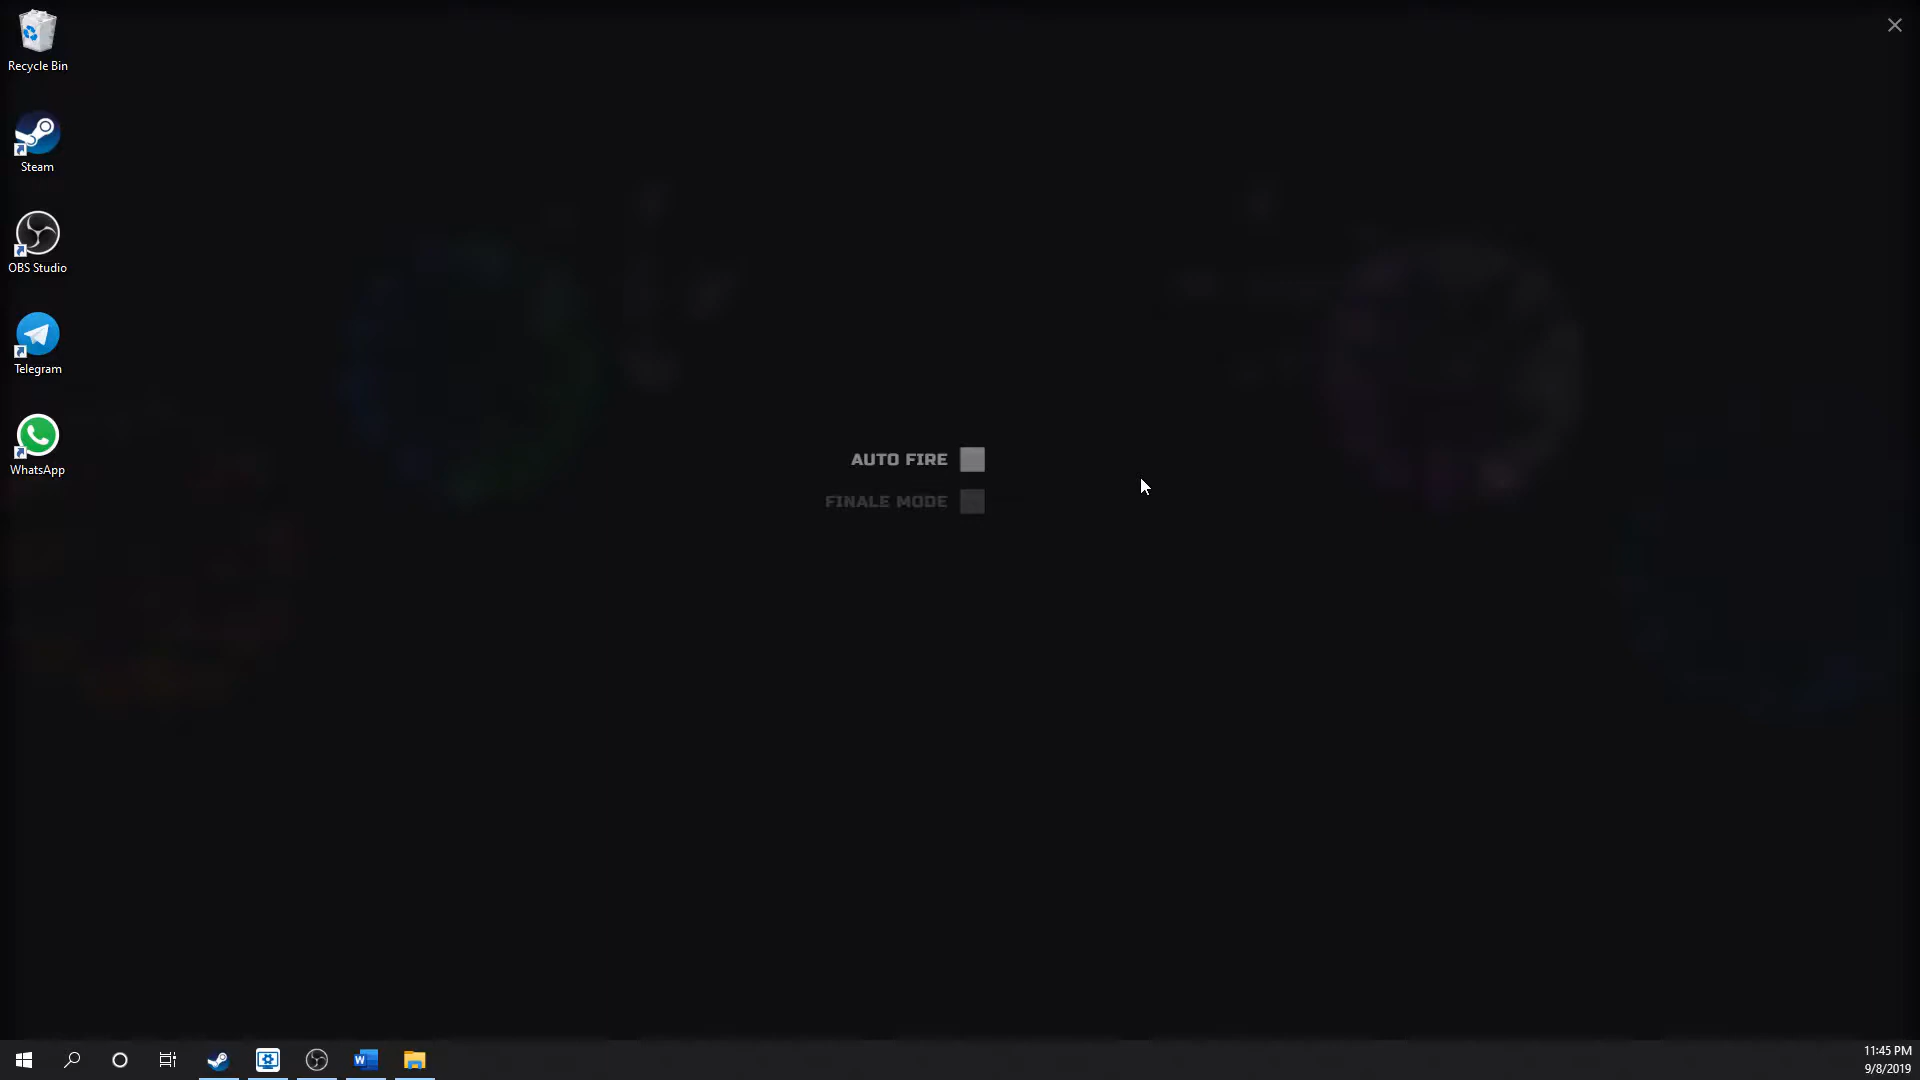 Recycle Bin
Steam
OBS Studio
Telegram
WhatsApp
AUTO FIRE
FINALE MODE
11:45 PM
9/8/2019